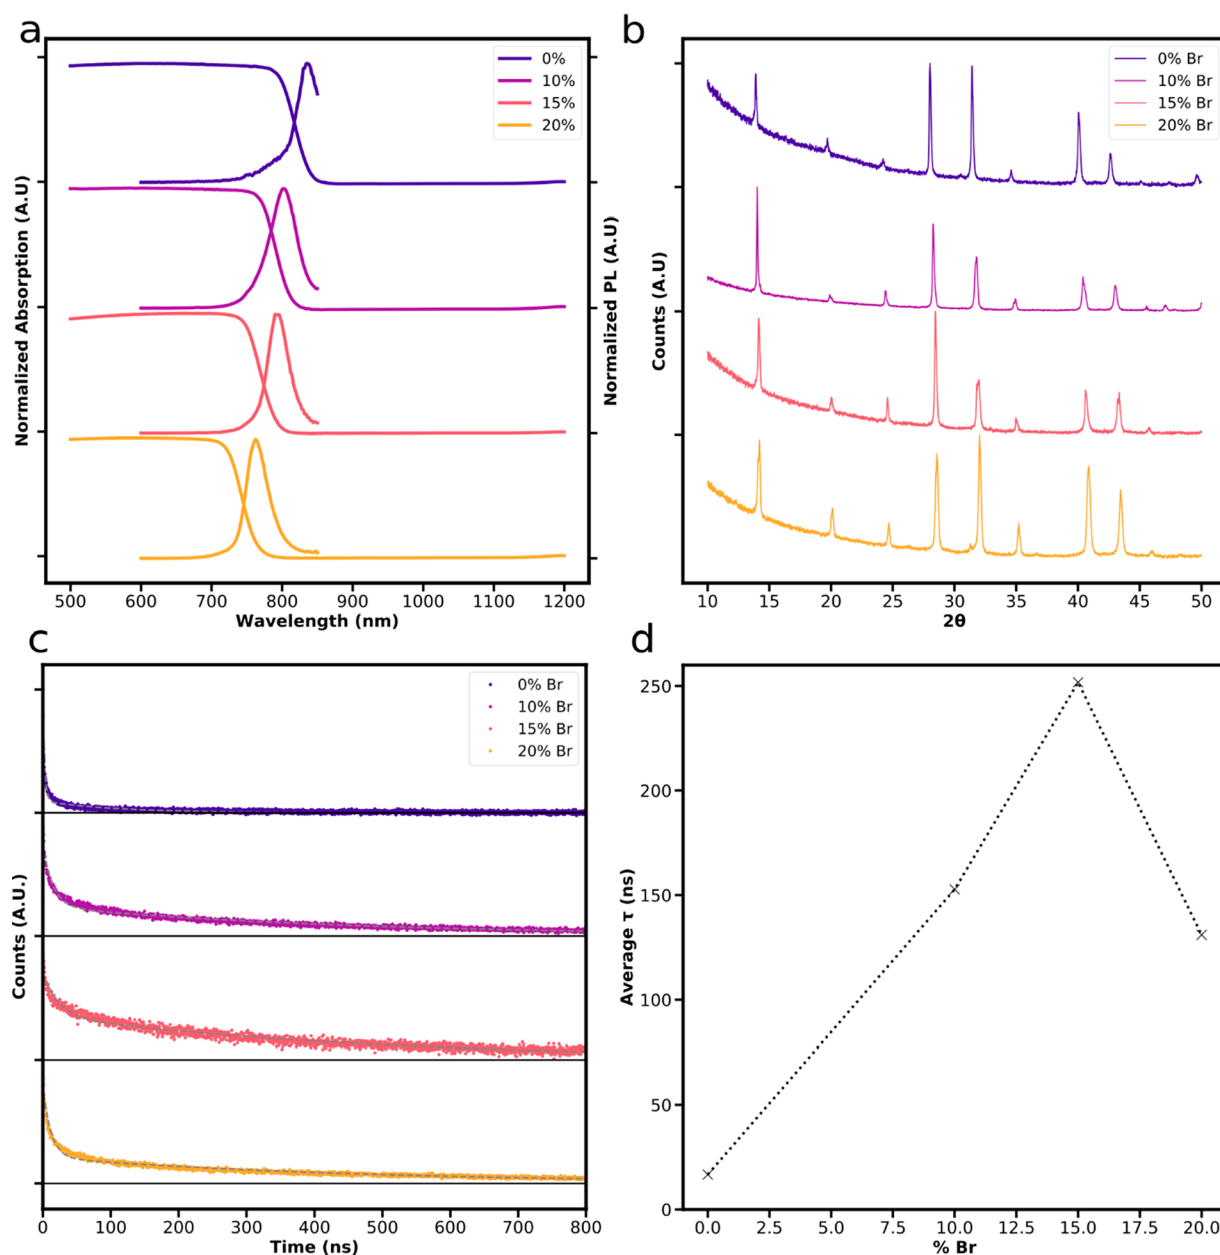 a
Normalized Absorption (A.U)
0%
10%
15%
20%
Normalized PL (A.U)
500 600 700 800 900 1000 1100 1200
Wavelength (nm)
b
Counts (A.U)
0% Br
10% Br
15% Br
20% Br
10 15 20 25 30 35 40 45 50
2θ
c
Counts (A.U.)
0% Br
10% Br
15% Br
20% Br
0 100 200 300 400 500 600 700 800
Time (ns)
d
Average τ (ns)
250
200
150
100
50
0
0.0 2.5 5.0 7.5 10.0 12.5 15.0 17.5 20.0
% Br